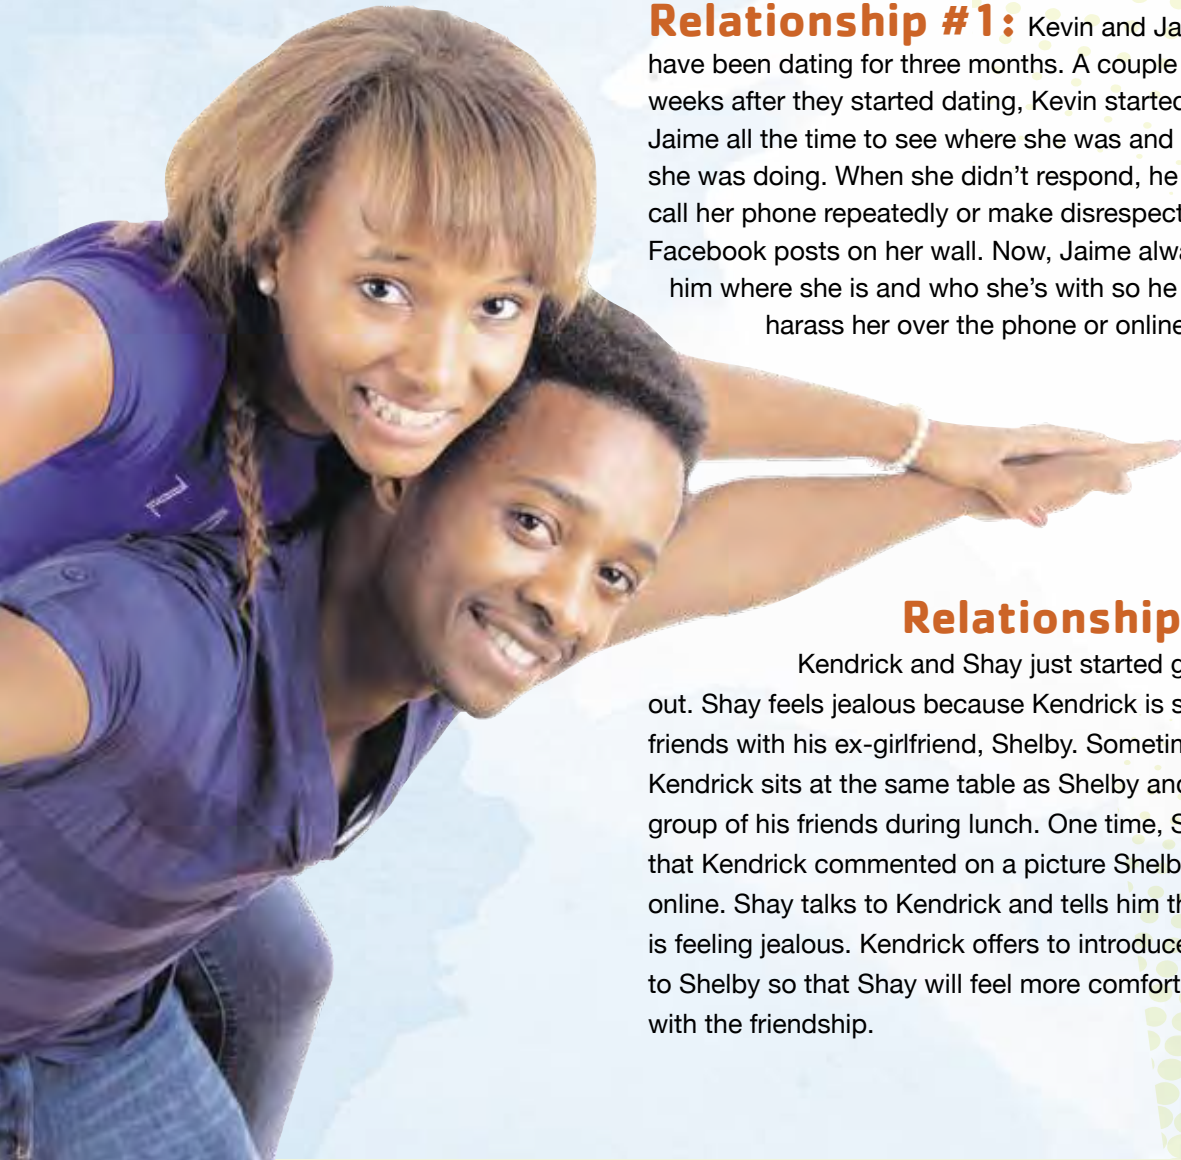 Relationship #1: Kevin and Ja
have been dating for three months. A couple
weeks after they started dating, Kevin started
Jaime all the time to see where she was and
she was doing. When she didn’t respond, he
call her phone repeatedly or make disrespect
Facebook posts on her wall. Now, Jaime alwa
him where she is and who she’s with so he
harass her over the phone or online
Relationship
Kendrick and Shay just started g
out. Shay feels jealous because Kendrick is s
friends with his ex-girlfriend, Shelby. Sometim
Kendrick sits at the same table as Shelby and
group of his friends during lunch. One time, S
that Kendrick commented on a picture Shelb
online. Shay talks to Kendrick and tells him th
is feeling jealous. Kendrick offers to introduce
to Shelby so that Shay will feel more comfort
with the friendship.